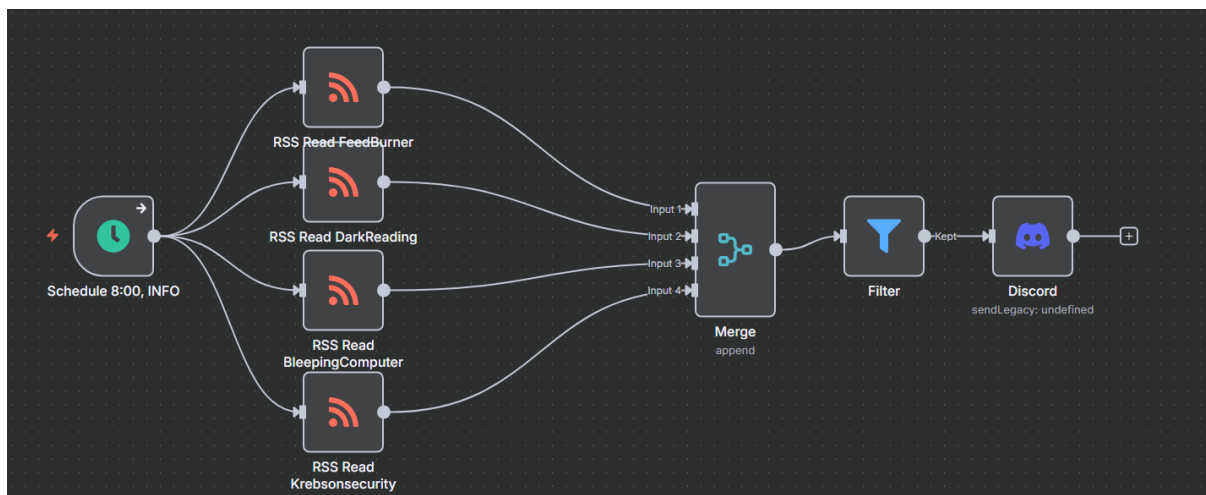 RSS Read FeedBurner
RSS Read DarkReading
Schedule 8:00, INFO
RSS Read
BleepingComputer
RSS Read
Krebsonsecurity
Input 1
Input 2
Input 3
Input 4
Merge
append
Filter
Kept
Discord
sendLegacy: undefined